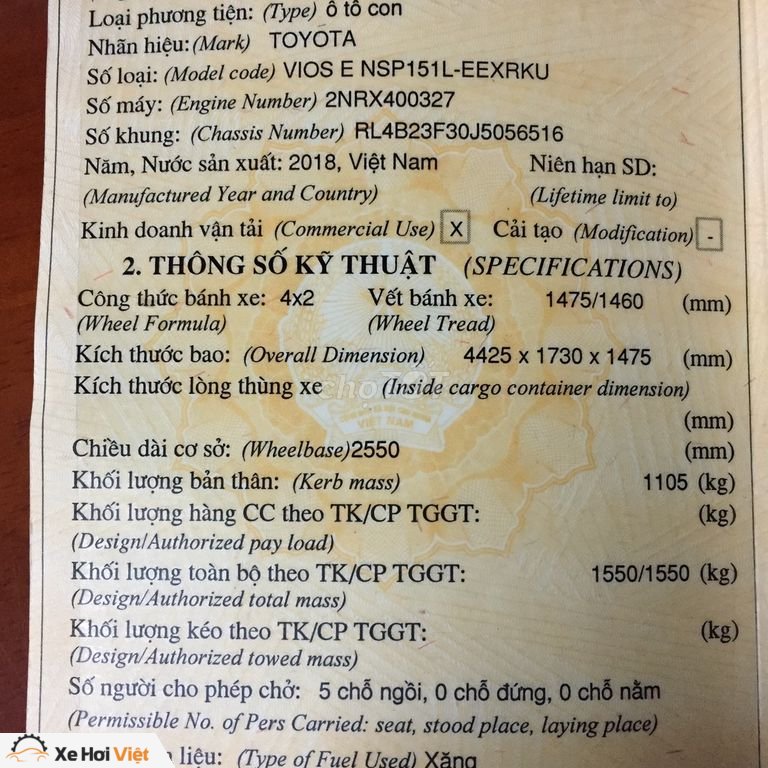 Loại phương tiện: (Type) ô tô con
Nhãn hiệu: (Mark) TOYOTA
Số loại: (Model code) VIOS E NSP151L-EEXRKU
Số máy: (Engine Number) 2NRX400327
Số khung: (Chassis Number) RL4B23F30J5056516
Năm, Nước sản xuất: 2018, Việt Nam Niên hạn SD:
(Manufactured Year and Country) (Lifetime limit to)
Kinh doanh vận tải (Commercial Use) X Cải tạo (Modification) -
2. THÔNG SỐ KỸ THUẬT (SPECIFICATIONS)
Công thức bánh xe: 4x2 Vết bánh xe: 1475/1460 (mm)
(Wheel Formula) (Wheel Tread)
Kích thước bao: (Overall Dimension) 4425 x 1730 x 1475 (mm)
Kích thước lòng thùng xe (Inside cargo container dimension)
chợTỐT
(mm)
VIỆT NAM
Chiều dài cơ sở: (Wheelbase)2550 (mm)
Khối lượng bản thân: (Kerb mass) 1105 (kg)
Khối lượng hàng CC theo TK/CP TGGT: (kg)
(Design/Authorized pay load)
Khối lượng toàn bộ theo TK/CP TGGT: 1550/1550 (kg)
(Design/Authorized total mass)
Khối lượng kéo theo TK/CP TGGT: (kg)
(Design/Authorized towed mass)
Số người cho phép chở: 5 chỗ ngồi, 0 chỗ đứng, 0 chỗ nằm
(Permissible No. of Pers Carried: seat, stood place, laying place)
Xe Hơi Việt liệu: (Type of Fuel Used) Xăng